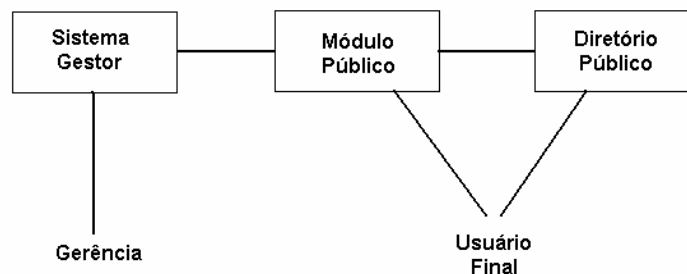 Sistema
Gestor
Módulo
Público
Diretório
Público
Gerência
Usuário
Final